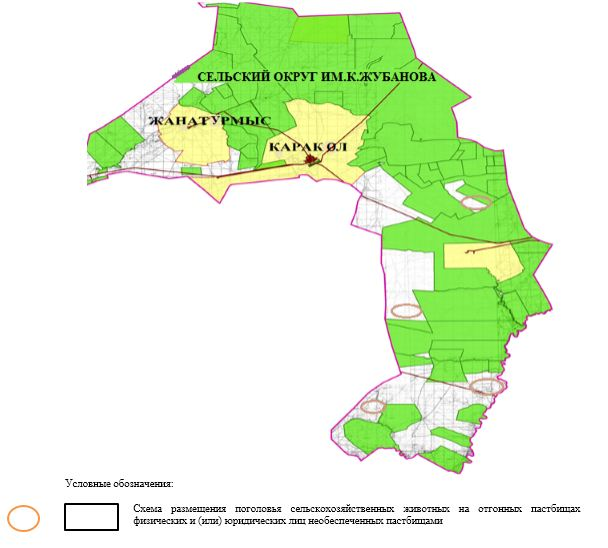 СЕЛЬСКИЙ ОКРУГ ИМ.К.ЖУБАНОВА
ЖАНАТУРМЫС
КАРАКОЛ
Условные обозначения:
Схема размещения поголовья сельскохозяйственных животных на отгонных пастбищах
физических и (или) юридических лиц необеспеченных пастбищами